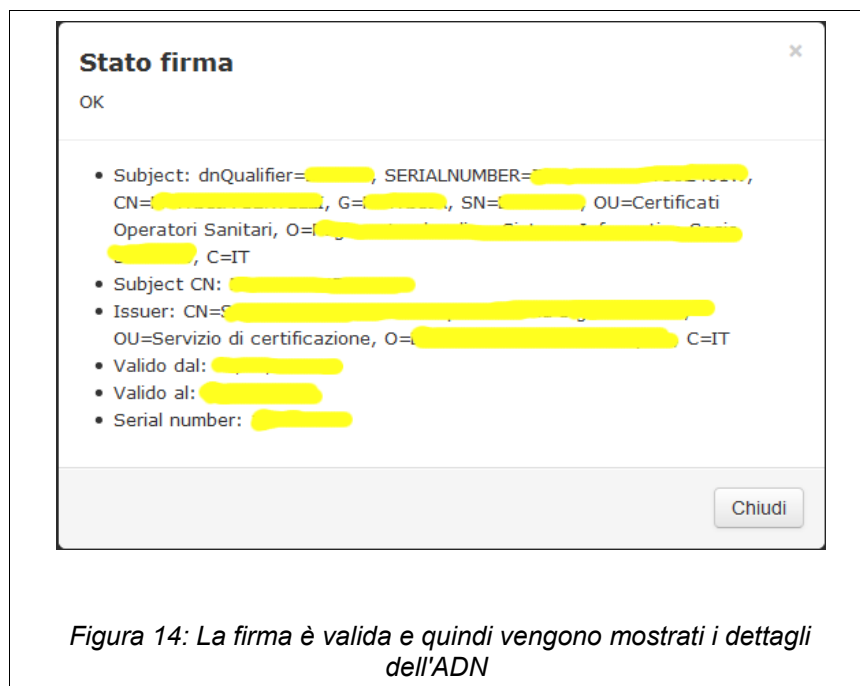 Stato firma
×
OK
• Subject: dnQualifier= , SERIALNUMBER= ,
CN= , G= , SN= , OU=Certificati
Operatori Sanitari, O=
, C=IT
• Subject CN:
• Issuer: CN=S
OU=Servizio di certificazione, O= C=IT
• Valido dal:
• Valido al:
• Serial number:
Chiudi
Figura 14: La firma è valida e quindi vengono mostrati i dettagli
dell'ADN